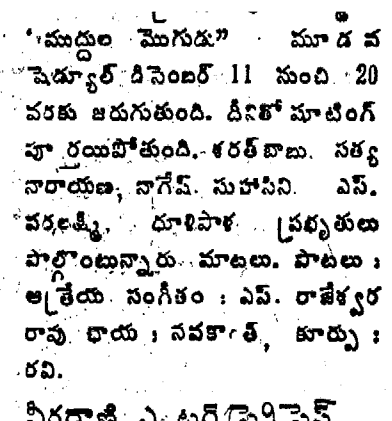 "ముద్దుల మొగుడు" మూడవ
షెడ్యూల్ డిసెంబర్ 11 నుంచి 20
వరకు జరుగుతుంది. దీనితో షూటింగ్
పూర్తయిపోతుంది. శరత్ బాబు. సత్య
నారాయణ, నాగేష్ సుహాసిని. ఎస్.
వరలక్ష్మి, ధూళిపాళ ప్రభృతులు
పాల్గొంటున్నారు. మాటలు. పాటలు :
ఆత్రేయ సంగీతం : ఎస్. రాజేశ్వర
రావు ఛాయ : నవకాంత్, కూర్పు :
రవి.